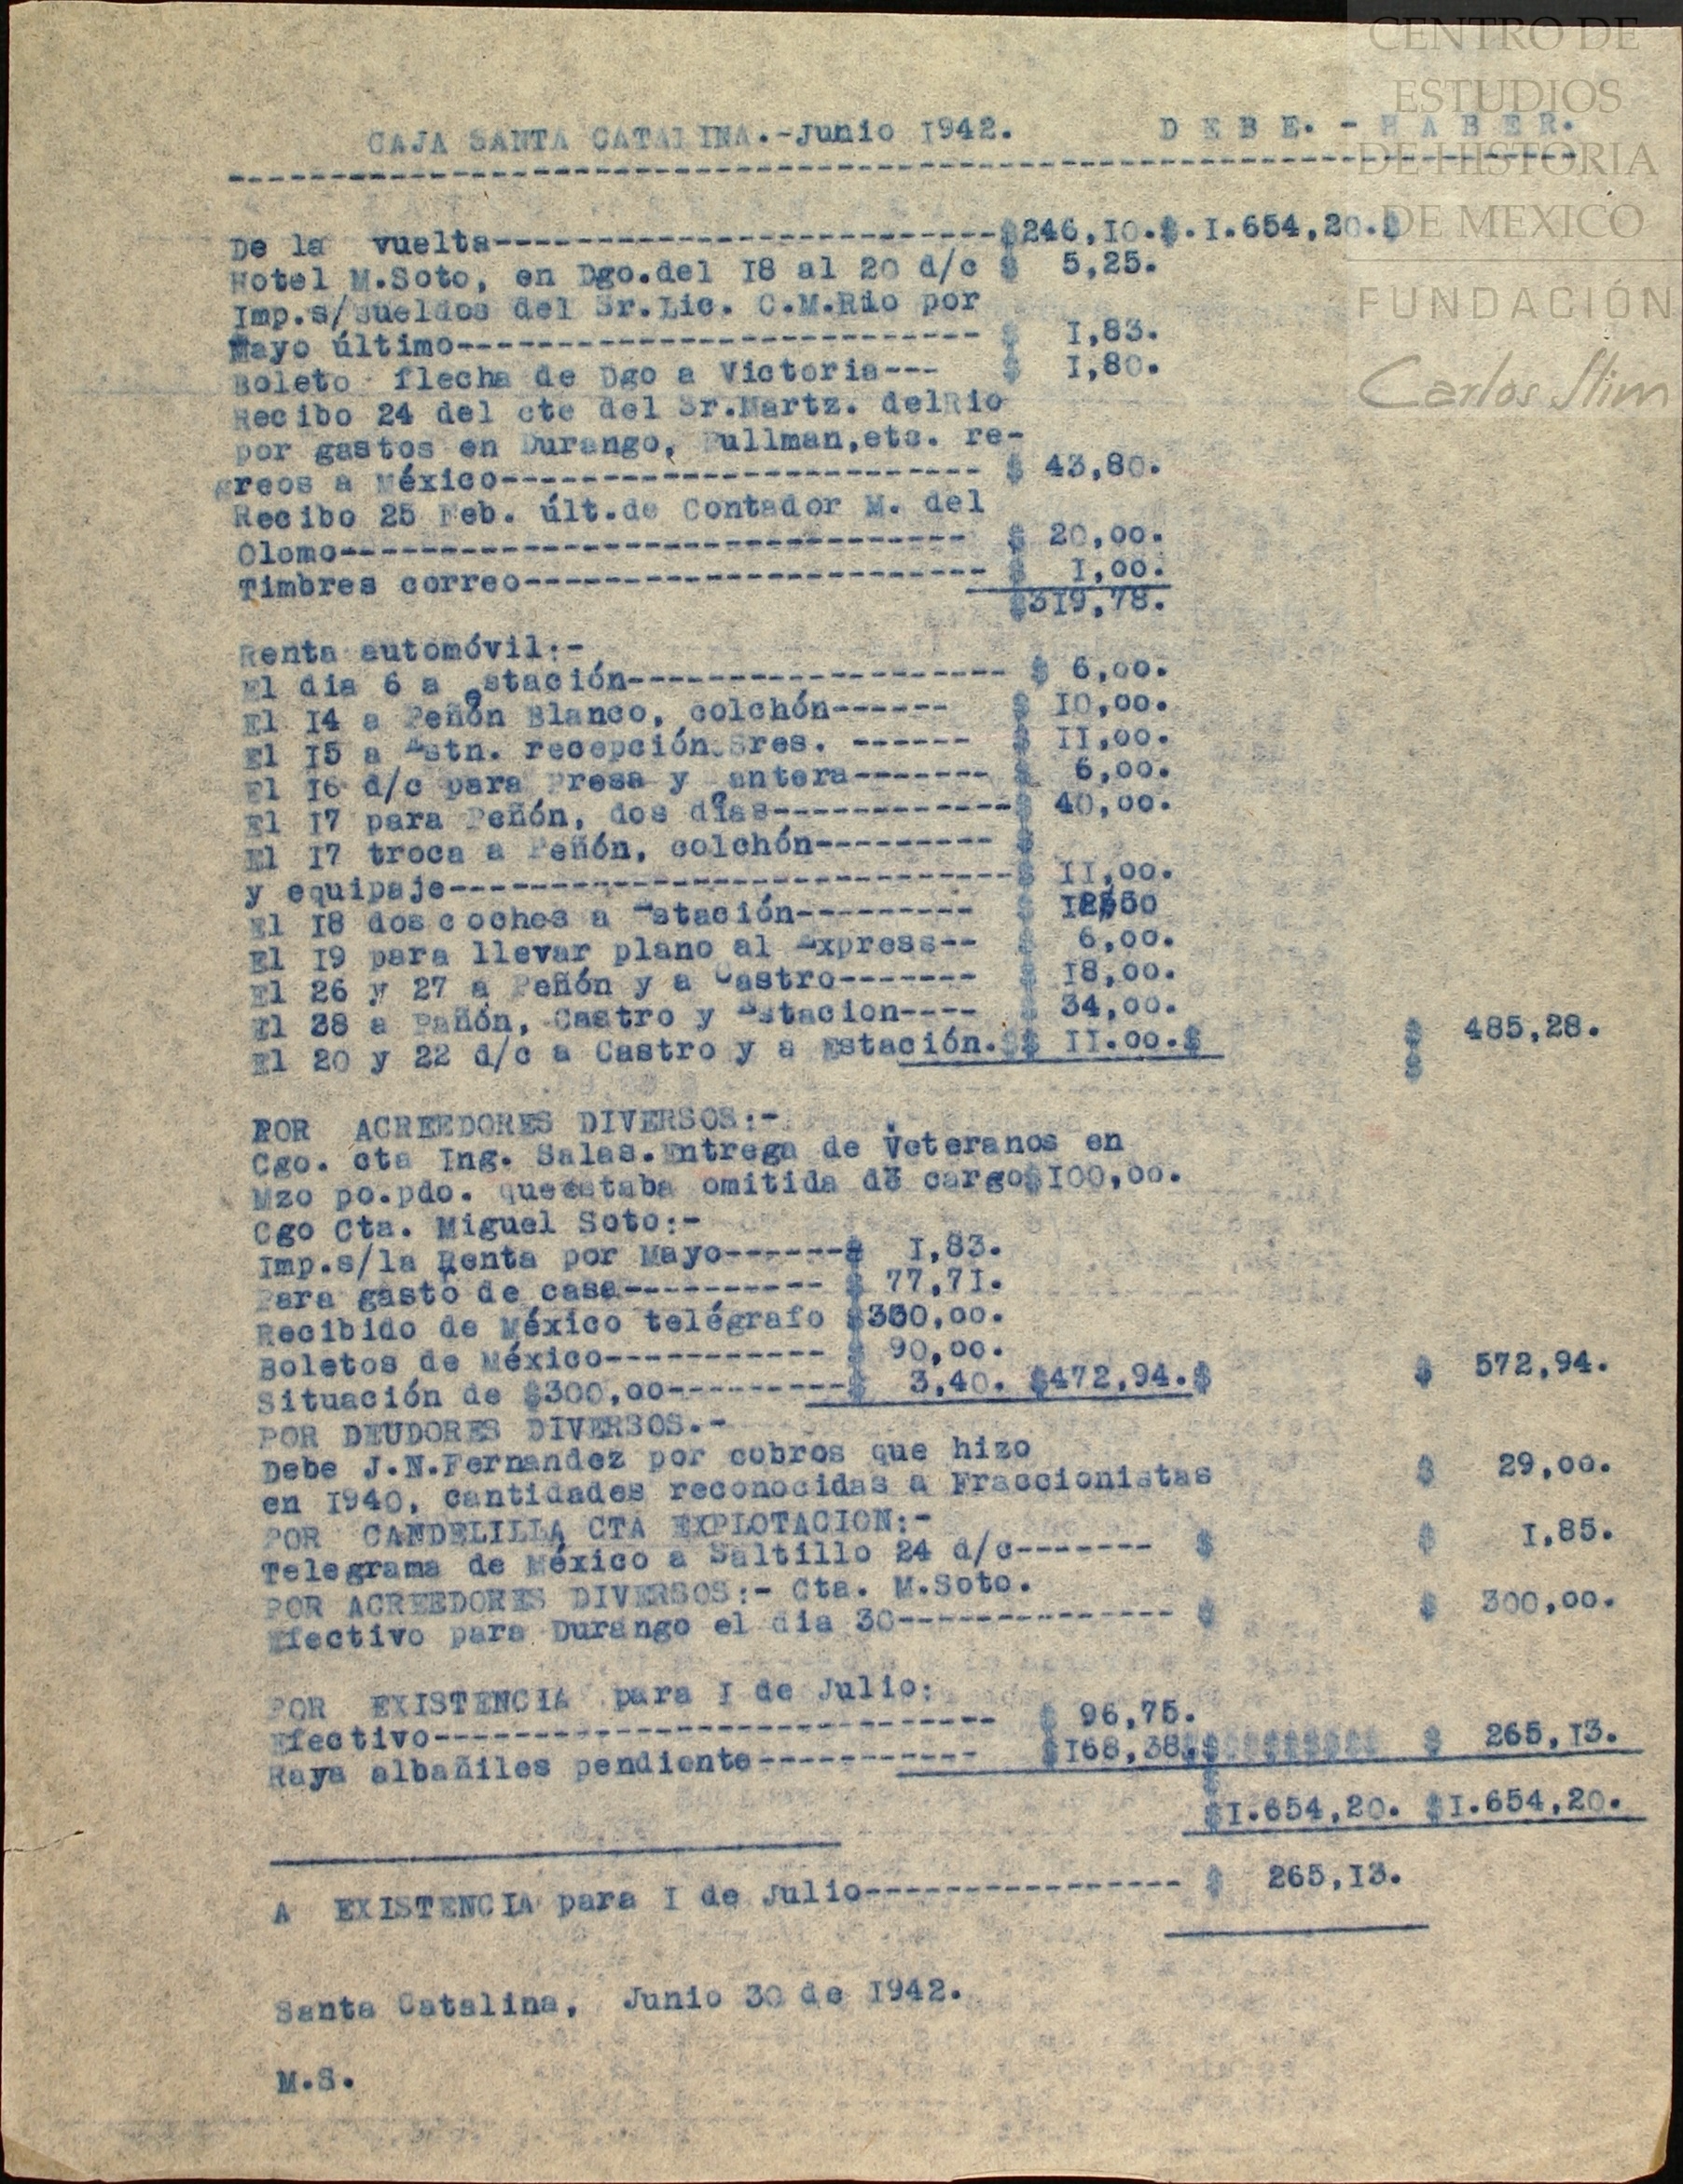 CENTRO DE
ESTUDIOS
DE HISTORIA
DE MEXICO
FUNDACIÓN
Carlos Slim
CAJA SANTA CATALINA.-Junio 1942. D E B E. - H A B E R.
De la vuelta-------------------------$246,10.$.1.654,20.$
Hotel M.Soto, en Dgo.del 18 al 20 d/c $ 5,25.
Imp.s/sueldos del Sr.Lic. C.M.Rio por
Mayo último-------------------------- $ 1,83.
Boleto flecha de Dgo a Victoria--- $ 1,80.
Recibo 24 del cte del Sr.Martz. delRio
por gastos en Durango, Pullman,etc. re-
greos a México------------------------ $ 43,80.
Recibo 25 Feb. últ.de Contador M. del
Olomo------------------------------- $ 20,00.
Timbres correo----------------------- $ 1,00.
$319,78.
Renta automóvil:-
El dia 6 a estación------------------- $ 6,00.
El 14 a Peñón Blanco, colchón------ $ 10,00.
El 15 a Estn. recepción Sres. ------ $ 11,00.
El 16 d/c para Presa y Cantera------- $ 6,00.
El 17 para Peñón, dos días------------$ 40,00.
El 17 troca a Peñón, colchón--------- $
y equipaje----------------------------$ 11,00.
El 18 dos coches a Estación--------- $
El 19 para llevar plano al Express-- $ 6,00.
El 26 y 27 a Peñón y a Castro------- $ 18,00.
El 28 a Pañón, Castro y Estacion---- $ 34,00.
El 20 y 22 d/c a Castro y a Estación.$$ 11.00.$ $ 485,28.
$
POR ACREEDORES DIVERSOS:-
Cgo. cta Ing. Salas.Entrega de Veteranos en
Mzo po.pdo. queestaba omitida de cargo$100,00.
Cgo Cta. Miguel Soto:-
Imp.s/la Renta por Mayo------$ 1,83.
Para gasto de casa---------- $ 77,71.
Recibido de México telégrafo $300,00.
Boletos de México----------- $ 90,00.
Situación de $300,00---------$ 3,40. $472,94.$ $ 572,94.
POR DEUDORES DIVERSOS.-
Debe J.N.Fernandez por cobros que hizo
en 1940, cantidades reconocidas a Fraccionistas $ 29,00.
POR CANDELILLA CTA EXPLOTACION:-
Telegrama de México a Saltillo 24 d/c------- $ $ 1,85.
POR ACREEDORES DIVERSOS:- Cta. M.Soto.
Efectivo para Durango el dia 30-------------- $ $ 300,00.
POR EXISTENCIA para I de Julio:
Efectivo---------------------------- $ 96,75.
Raya albañiles pendiente----------- $168,38.$ $ 265,13.
$
$1.654,20. $1.654,20.
A EXISTENCIA para I de Julio---------------- $ 265,13.
Santa Catalina, Junio 30 de 1942.
M.S.